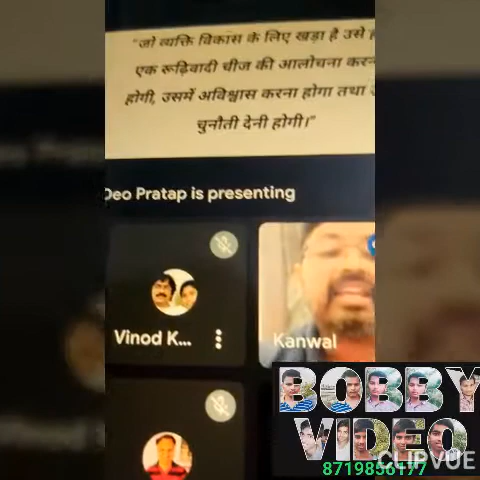 "जो व्यक्ति विकास के लिए खड़ा है उसे
एक रूढ़िवादी चीज की आलोचना करन
होगी, उसमें अविश्वास करना होगा तथा
चुनौती देनी होगी।"
Deo Pratap is presenting
Vinod K...
Kanwal
BOBBY
VIDEO
CLIPVUE
8719856177